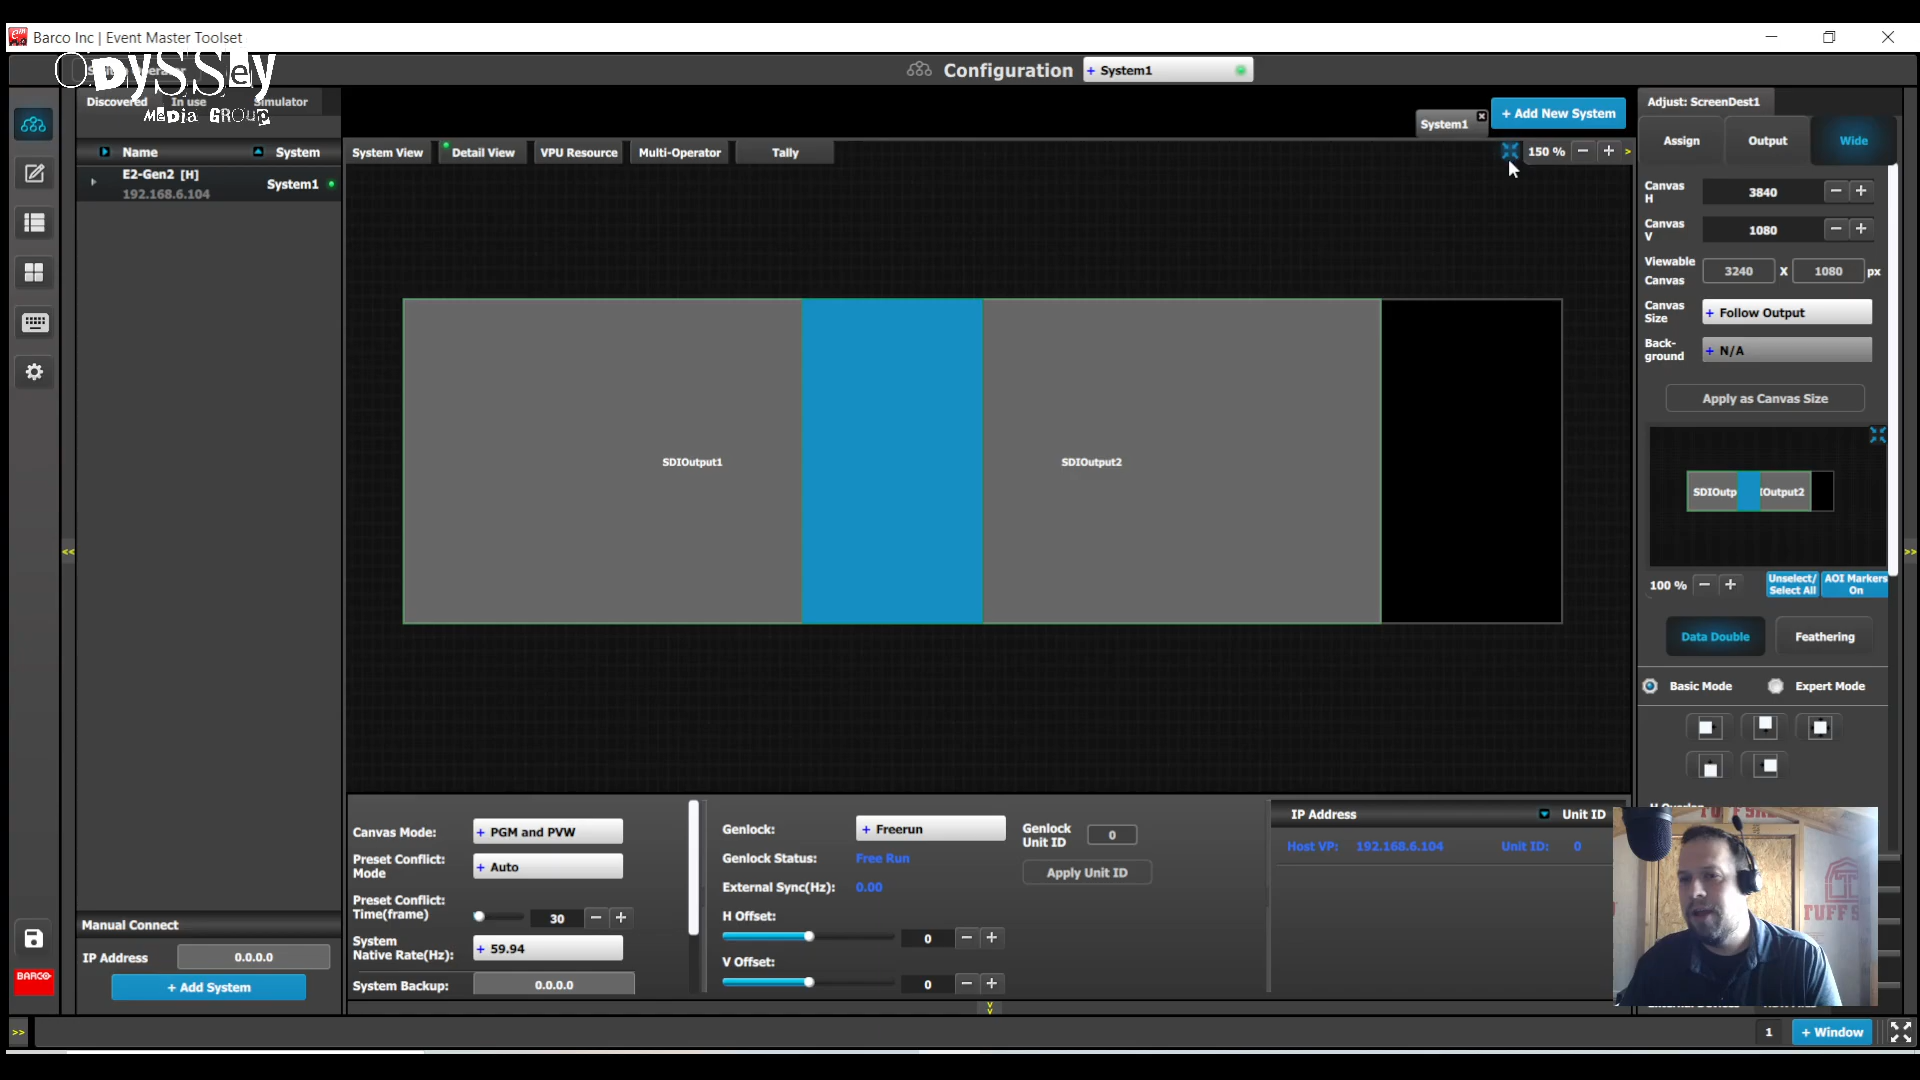 Barco Inc | Event Master Toolset
ODYSSEY
MEDIA GROUP
Configuration
+ System1
Discovered
In use
Simulator
System1
+ Add New System
Adjust: ScreenDest1
Name
System
E2-Gen2 [H]
192.168.6.104
System1
System View
Detail View
VPU Resource
Multi-Operator
Tally
150 %
>
Assign
Output
Wide
Canvas H
3840
Canvas V
1080
Viewable Canvas
3240
X
1080
px
Canvas Size
+ Follow Output
Back-ground
+ N/A
Apply as Canvas Size
SDIOutput1
SDIOutput2
SDIOutp
IOutput2
100 %
Unselect/
Select All
AOI Markers
On
Data Double
Feathering
Basic Mode
Expert Mode
<<
>>
Canvas Mode:
+ PGM and PVW
Preset Conflict:
Mode
+ Auto
Preset Conflict:
Time(frame)
30
System
Native Rate(Hz):
+ 59.94
System Backup:
0.0.0.0
Genlock:
+ Freerun
Genlock Status:
Free Run
External Sync(Hz):
0.00
H Offset:
0
V Offset:
0
Genlock
Unit ID
0
Apply Unit ID
IP Address
Unit ID
Host VP:
192.168.6.104
Unit ID:
0
Manual Connect
IP Address
0.0.0.0
+ Add System
BARCO
TUFF S
>>
1
+ Window